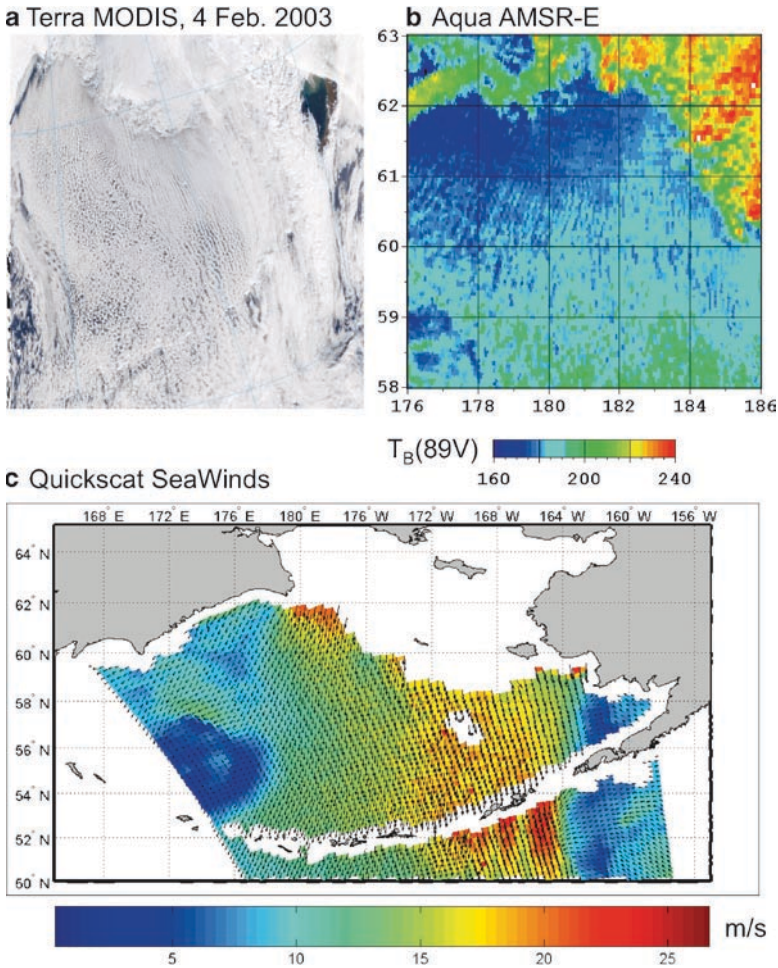 a Terra MODIS, 4 Feb. 2003
b Aqua AMSR-E
63
62
61
60
59
58
176 178 180 182 184 186
T_B(89V)
160 200 240
c Quickscat SeaWinds
168° E 172° E 176° E 180° E 176° W 172° W 168° W 164° W 160° W 156° W
64° N
62° N
60° N
58° N
56° N
54° N
52° N
50° N
5 10 15 20 25 m/s